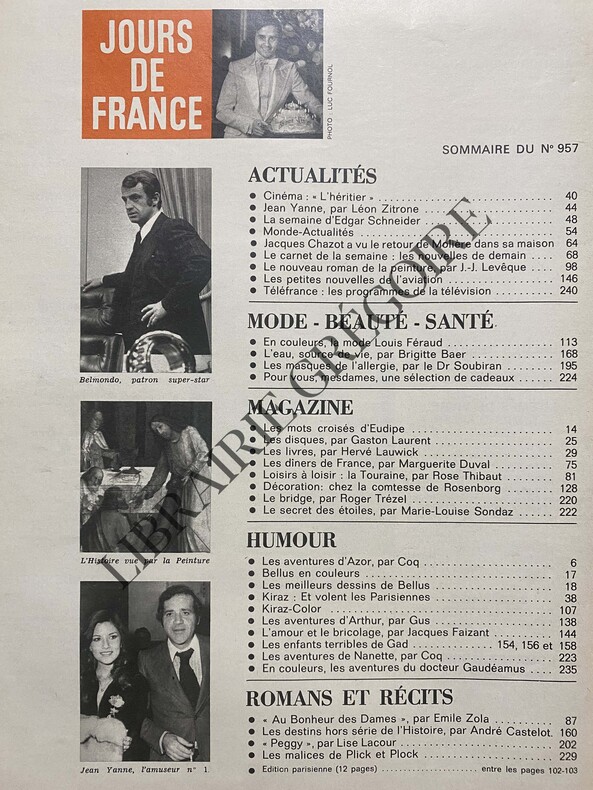 JOURS
DE
FRANCE
PHOTO : LUC FOURNOL
SOMMAIRE DU N° 957
ACTUALITÉS
● Cinéma : « L'héritier » 40
● Jean Yanne, par Léon Zitrone 44
● La semaine d'Edgar Schneider 48
● Monde-Actualités 54
● Jacques Chazot a vu le retour de Molière dans sa maison 64
● Le carnet de la semaine : les nouvelles de demain 68
● Le nouveau roman de la peinture, par J.-J. Levêque 98
● Les petites nouvelles de l'aviation 146
● Téléfrance : les programmes de la télévision 240
Belmondo, patron super-star
MODE - BEAUTÉ - SANTÉ
● En couleurs, la mode Louis Féraud 113
● L'eau, source de vie, par Brigitte Baer 168
● Les masques de l'allergie, par le Dr Soubiran 195
● Pour vous, mesdames, une sélection de cadeaux 224
MAGAZINE
● Les mots croisés d'Eudipe 14
● Les disques, par Gaston Laurent 25
● Les livres, par Hervé Lauwick 29
● Les dîners de France, par Marguerite Duval 75
● Loisirs à loisir : la Touraine, par Rose Thibaut 81
● Décoration: chez la comtesse de Rosenborg 128
● Le bridge, par Roger Trézel 220
● Le secret des étoiles, par Marie-Louise Sondaz 222
L'Histoire vue par la Peinture
HUMOUR
● Les aventures d'Azor, par Coq 6
● Bellus en couleurs 17
● Les meilleurs dessins de Bellus 18
● Kiraz : Et volent les Parisiennes 38
● Kiraz-Color 107
● Les aventures d'Arthur, par Gus 138
● L'amour et le bricolage, par Jacques Faizant 144
● Les enfants terribles de Gad 154, 156 et 158
● Les aventures de Nanette, par Coq 223
● En couleurs, les aventures du docteur Gaudéamus 235
ROMANS ET RÉCITS
● « Au Bonheur des Dames », par Emile Zola 87
● Les destins hors série de l'Histoire, par André Castelot. 160
● « Peggy », par Lise Lacour 202
● Les malices de Plick et Plock 229
● Edition parisienne (12 pages) entre les pages 102-103
Jean Yanne, l'amuseur n° 1.
LIBRAIRIE GRÉGOIRE